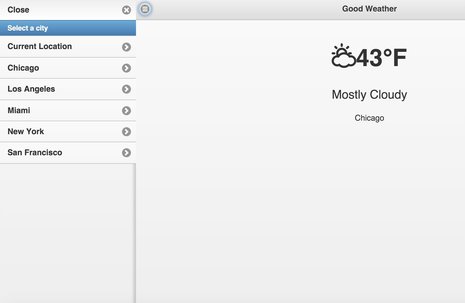 Close
Select a city
Current Location
Chicago
Los Angeles
Miami
New York
San Francisco
Good Weather
43°F
Mostly Cloudy
Chicago